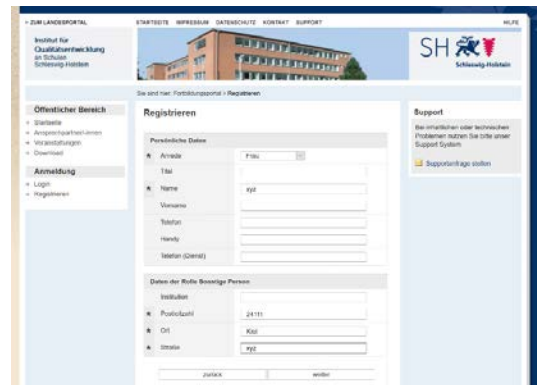 ZUM LANDESPORTAL
STARTSEITE IMPRESSUM DATENSCHUTZ KONTAKT SUPPORT
HILFE
Institut für
Qualitätsentwicklung
an Schulen
Schleswig-Holstein
SH
Schleswig-Holstein
Sie sind hier: Fortbildungsportal > Registrieren
Öffentlicher Bereich
Startseite
Ansprechpartner/-innen
Veranstaltungen
Download
Anmeldung
Login
Registrieren
Registrieren
Persönliche Daten
* Anrede Frau
Titel
* Name xyz
Vorname
Telefon
Handy
Telefon (Dienst)
Daten der Rolle Sonstige Person
Institution
* Postleitzahl 24111
* Ort Kiel
* Straße xyz
zurück weiter
Support
Bei inhaltlichen oder technischen
Problemen nutzen Sie bitte unser
Support System.
Supportanfrage stellen